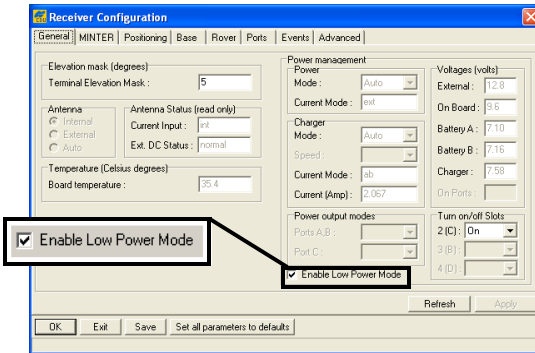 Receiver Configuration
General MINTER Positioning Base Rover Ports Events Advanced
Elevation mask (degrees)
Terminal Elevation Mask : 5
Antenna
Internal
External
Auto
Antenna Status (read only)
Current Input : int
Ext. DC Status : normal
Temperature (Celsius degrees)
Board temperature : 35.4
Power management
Power
Mode : Auto
Current Mode : ext
Charger
Mode : Auto
Speed :
Current Mode : ab
Current (Amp) : 2.067
Power output modes
Ports A,B :
Port C :
Enable Low Power Mode
Voltages (volts)
External : 12.8
On Board : 9.6
Battery A : 7.10
Battery B : 7.16
Charger : 7.58
On Ports :
Turn on/off Slots
2 (C) : On
3 (B) :
4 (D) :
Enable Low Power Mode
Refresh Apply
OK Exit Save Set all parameters to defaults